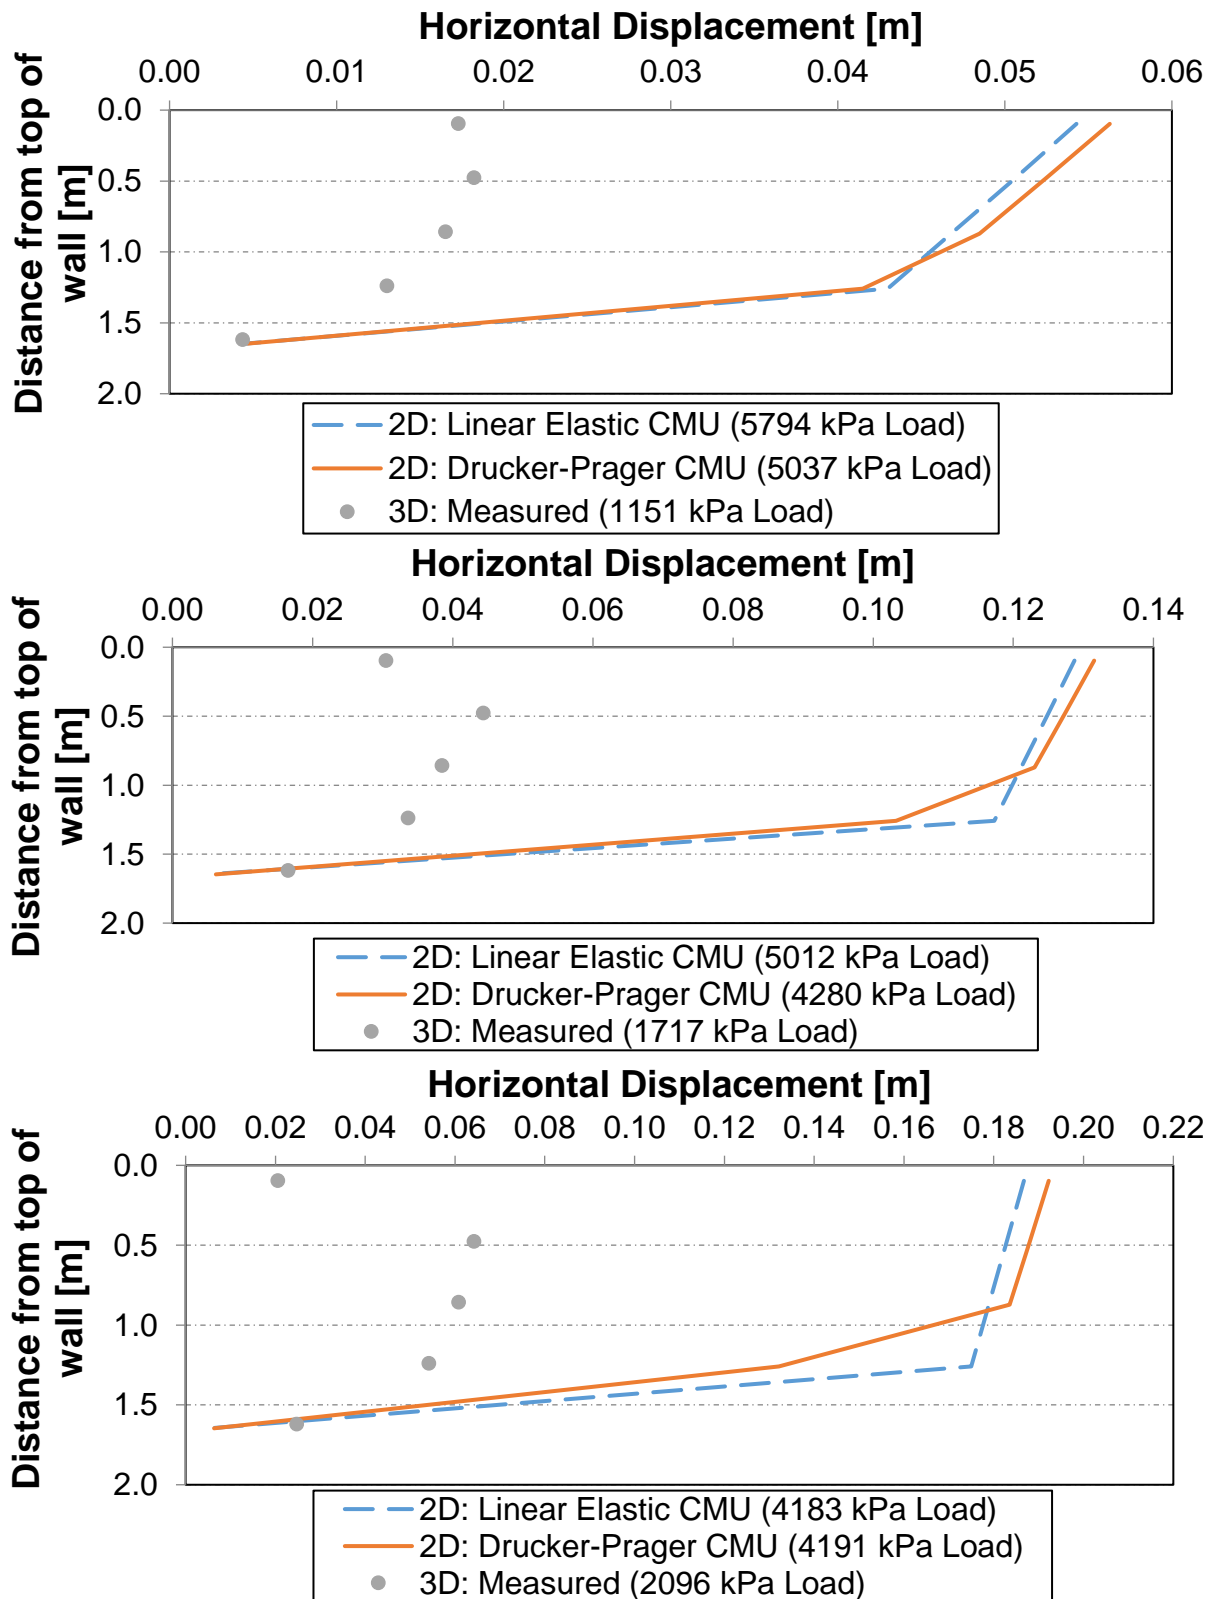 Horizontal Displacement [m]
0.00 0.01 0.02 0.03 0.04 0.05 0.06
Distance from top of
wall [m]
0.0
0.5
1.0
1.5
2.0
2D: Linear Elastic CMU (5794 kPa Load)
2D: Drucker-Prager CMU (5037 kPa Load)
3D: Measured (1151 kPa Load)
Horizontal Displacement [m]
0.00 0.02 0.04 0.06 0.08 0.10 0.12 0.14
Distance from top of
wall [m]
0.0
0.5
1.0
1.5
2.0
2D: Linear Elastic CMU (5012 kPa Load)
2D: Drucker-Prager CMU (4280 kPa Load)
3D: Measured (1717 kPa Load)
Horizontal Displacement [m]
0.00 0.02 0.04 0.06 0.08 0.10 0.12 0.14 0.16 0.18 0.20 0.22
Distance from top of
wall [m]
0.0
0.5
1.0
1.5
2.0
2D: Linear Elastic CMU (4183 kPa Load)
2D: Drucker-Prager CMU (4191 kPa Load)
3D: Measured (2096 kPa Load)